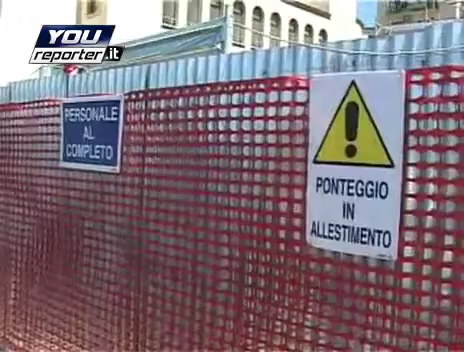 YOU
reporter.it
PERSONALE
AL
COMPLETO
PONTEGGIO
IN
ALLESTIMENTO